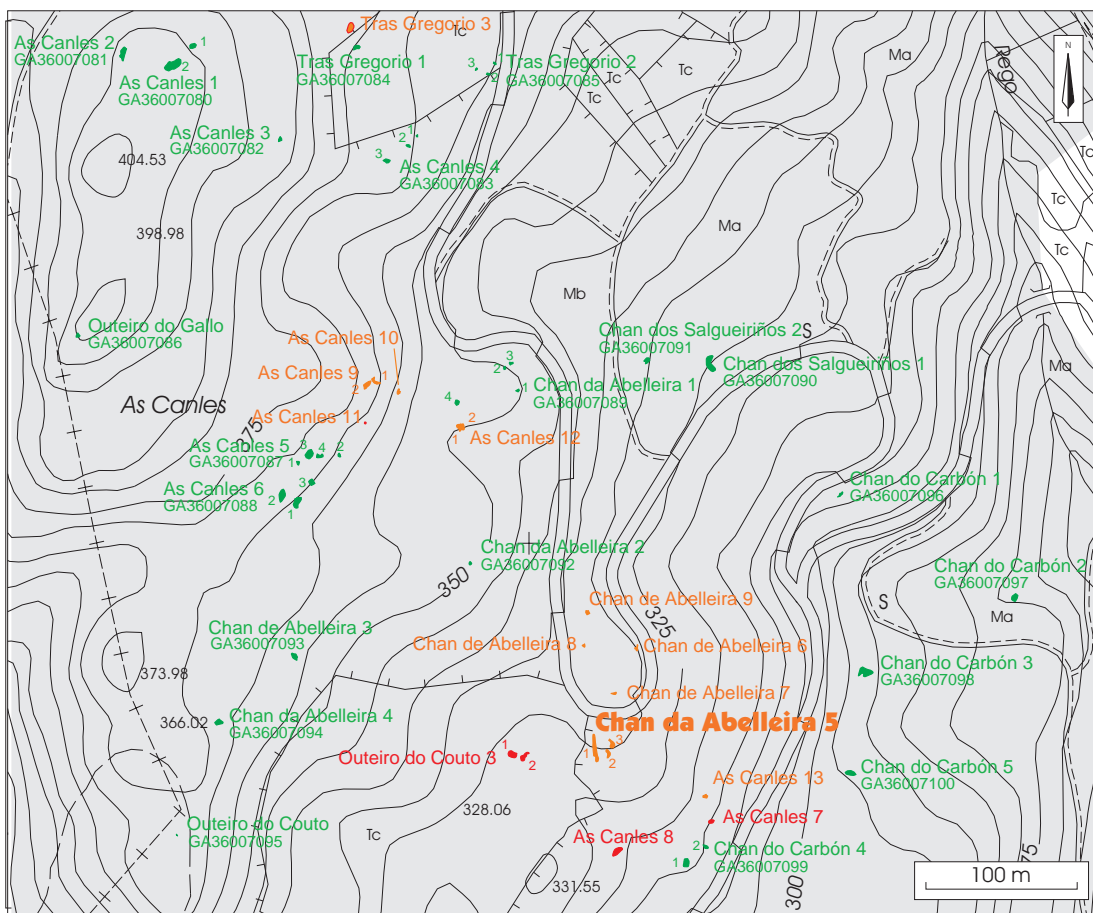 Tras Gregorio 3
Tc
As Canles 2
GA36007081
1
2
As Canles 1
GA36007080
Tras Gregorio 1
GA36007084
3
1
2
Tras Gregorio 2
GA36007085
Tc
Tc
Tc
Ma
rego
N
Tc
As Canles 3
GA36007082
404.53
1
2
3
As Canles 4
GA36007083
Tc
Tc
398.98
Ma
Mb
Outeiro do Gallo
GA36007086
As Canles 10
As Canles 9
1
2
3
2
1
Chan da Abelleira 1
GA36007089
4
Chan dos Salgueiriños 2
GA36007091
S
Chan dos Salgueiriños 1
GA36007090
Ma
As Canles
As Canles 11
375
2
1
As Canles 12
As Canles 5
GA36007087
3
4
2
1
As Canles 6
GA36007088
3
2
1
Chan do Carbón 1
GA36007096
Chan da Abelleira 2
GA36007092
350
Chan do Carbón 2
GA36007097
S
Ma
Chan de Abelleira 9
325
Chan de Abelleira 3
GA36007093
Chan de Abelleira 8
Chan de Abelleira 6
373.98
Chan do Carbón 3
GA36007098
Chan de Abelleira 7
366.02
Chan da Abelleira 4
GA36007094
Chan da Abelleira 5
1
2
3
Outeiro do Couto 3
1
2
Chan do Carbón 5
GA36007100
As Canles 13
328.06
As Canles 7
Outeiro do Couto
GA36007095
Tc
As Canles 8
2
1
Chan do Carbón 4
GA36007099
331.55
300
75
100 m